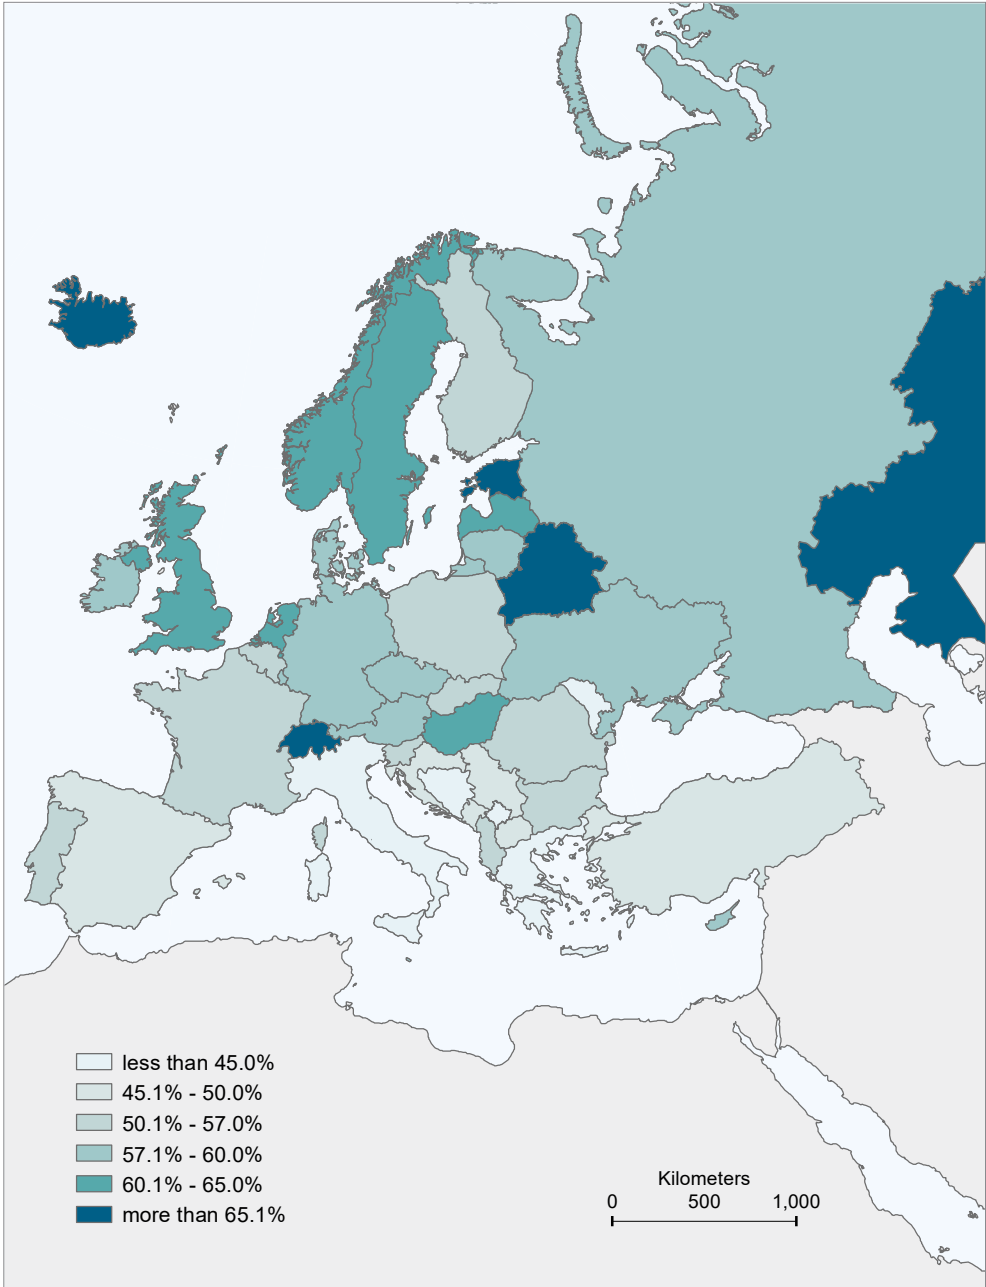 less than 45.0%
45.1% - 50.0%
50.1% - 57.0%
57.1% - 60.0%
60.1% - 65.0%
more than 65.1%
Kilometers
0 500 1,000